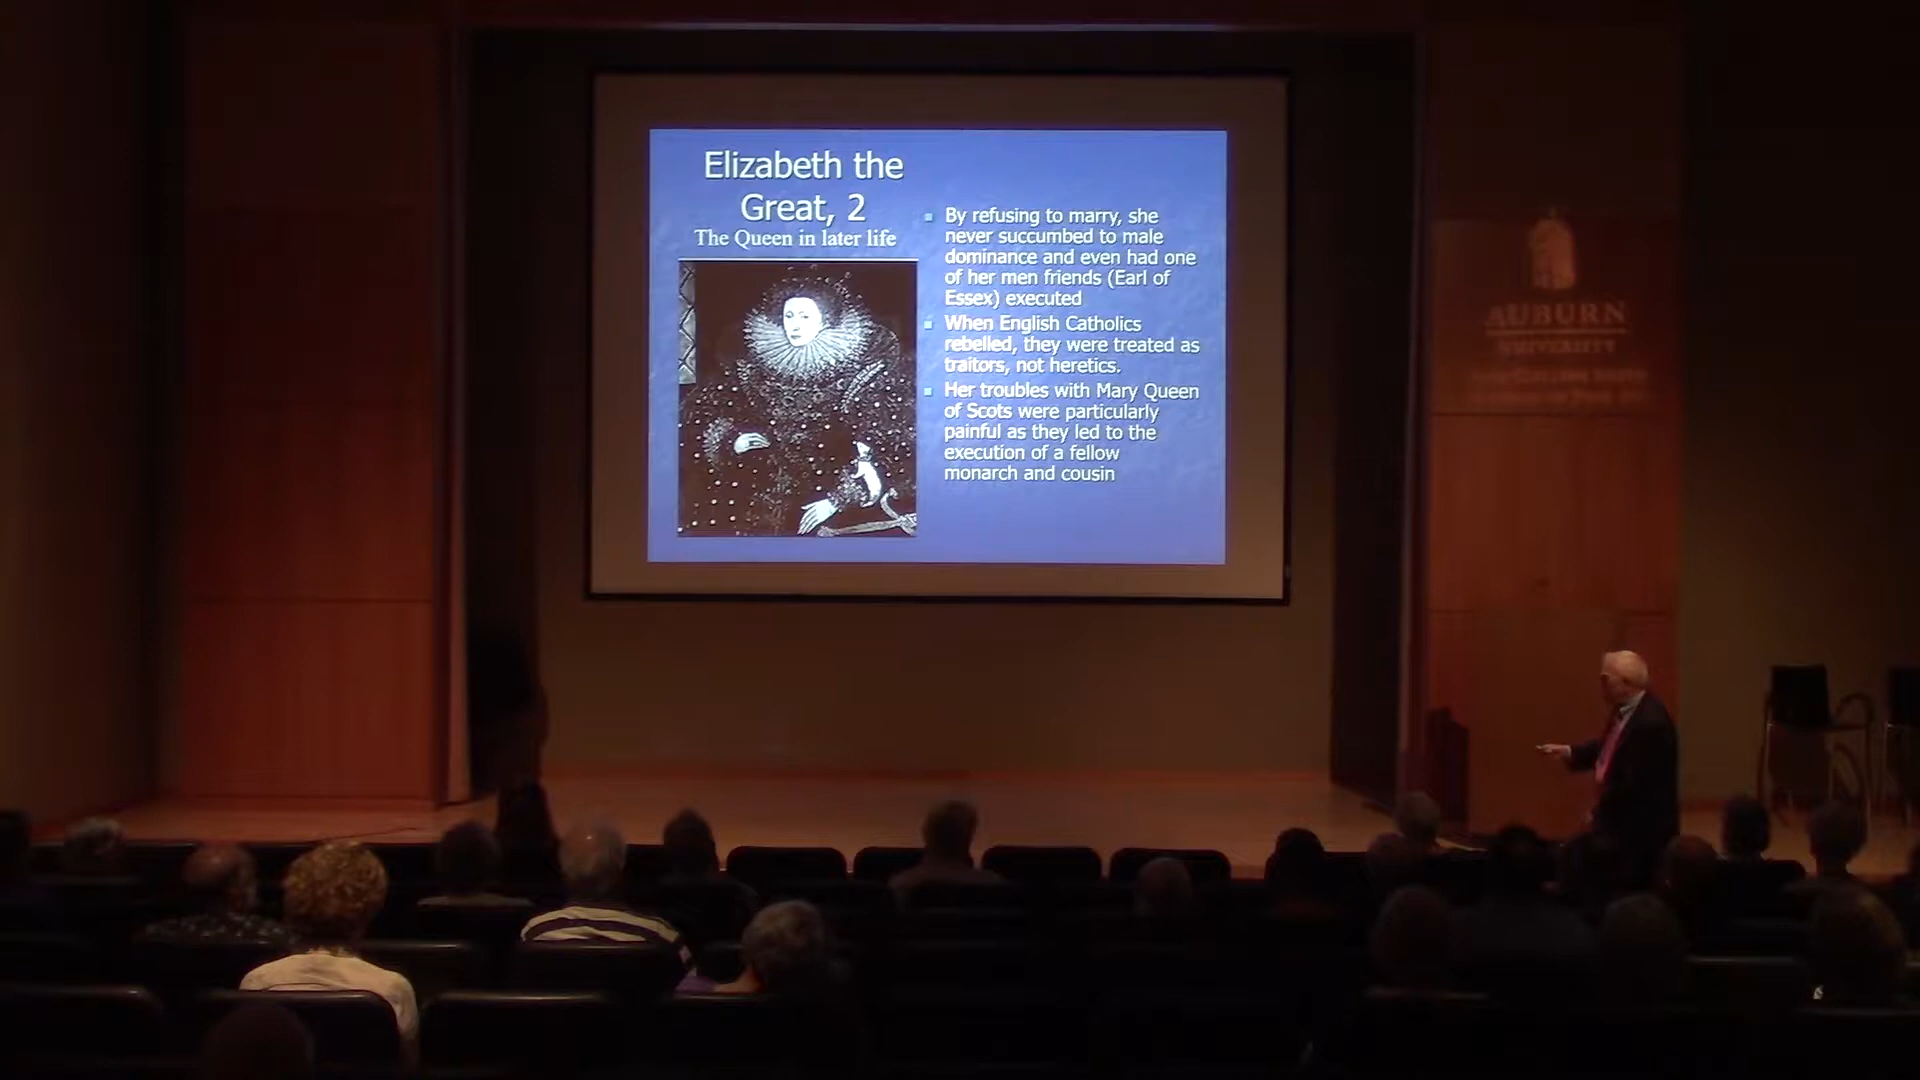 Elizabeth the
Great, 2
The Queen in later life
By refusing to marry, she
never succumbed to male
dominance and even had one
of her men friends (Earl of
Essex) executed
When English Catholics
rebelled, they were treated as
traitors, not heretics.
Her troubles with Mary Queen
of Scots were particularly
painful as they led to the
execution of a fellow
monarch and cousin
AUBURN
UNIVERSITY